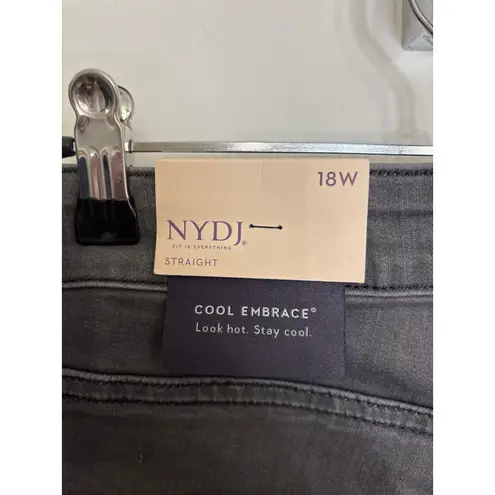 18W
NYDJ®
FIT IS EVERYTHING
STRAIGHT
COOL EMBRACE®
Look hot. Stay cool.